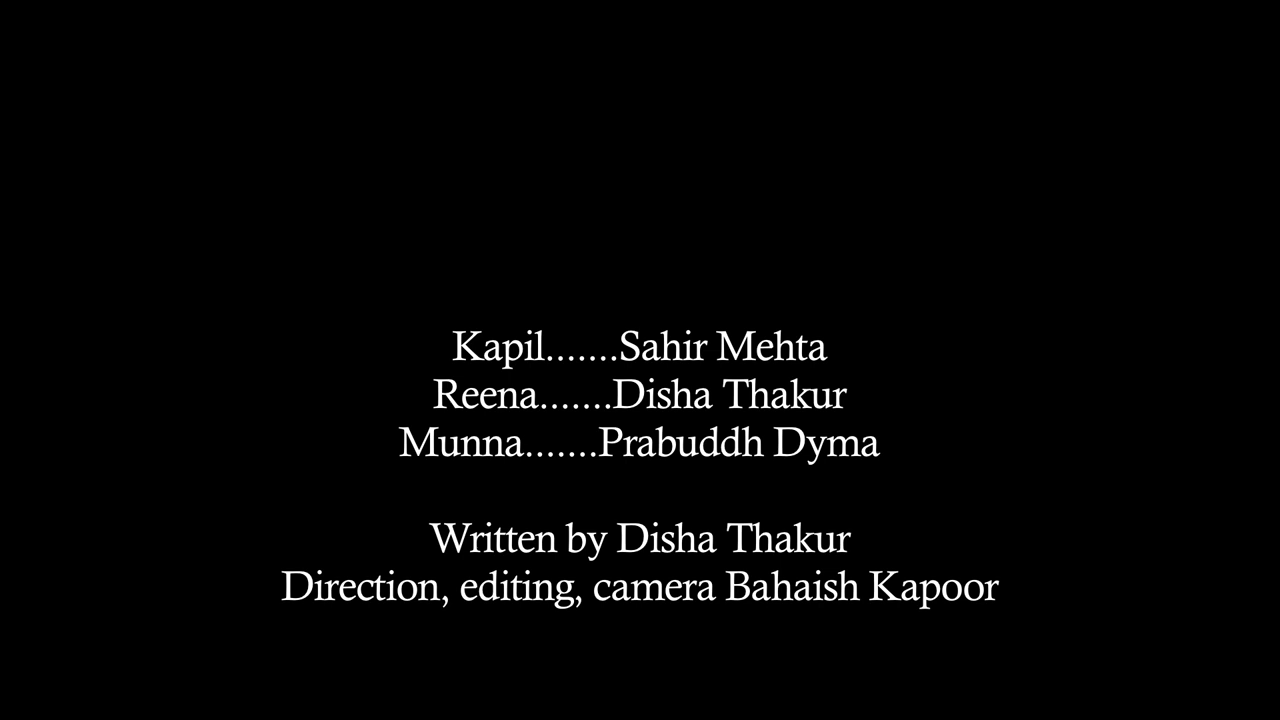 Kapil.......Sahir Mehta
Reena.......Disha Thakur
Munna.......Prabuddh Dyma
Written by Disha Thakur
Direction, editing, camera Bahaish Kapoor